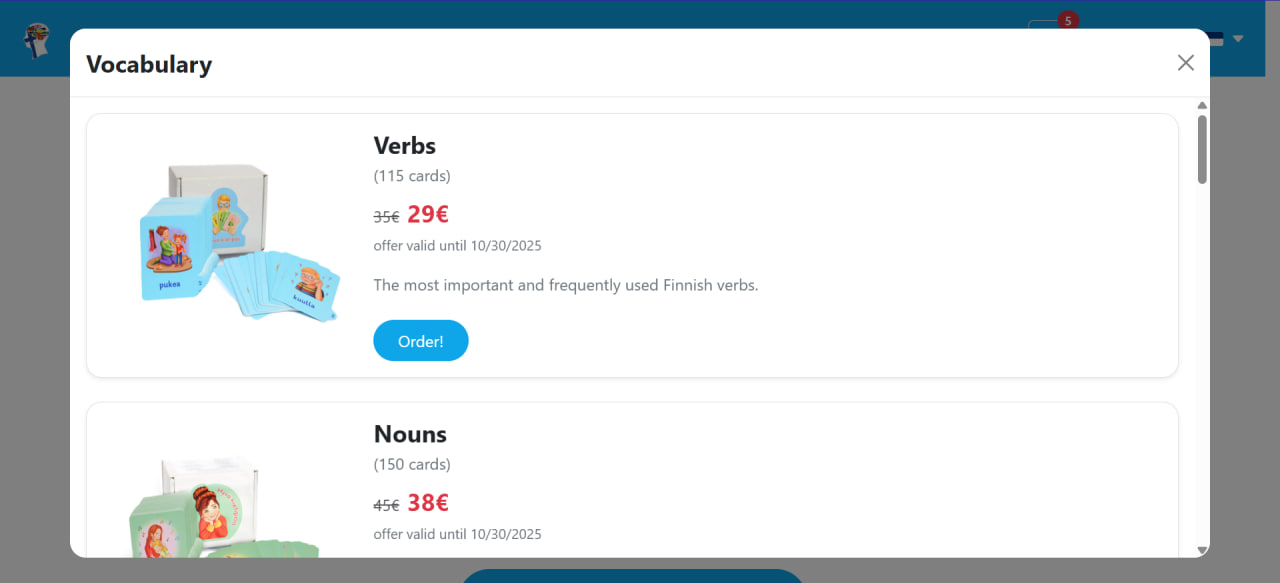 5
Vocabulary
Verbs
(115 cards)
35€ 29€
offer valid until 10/30/2025
The most important and frequently used Finnish verbs.
Order!
pukea
kuulla
Nouns
(150 cards)
45€ 38€
offer valid until 10/30/2025